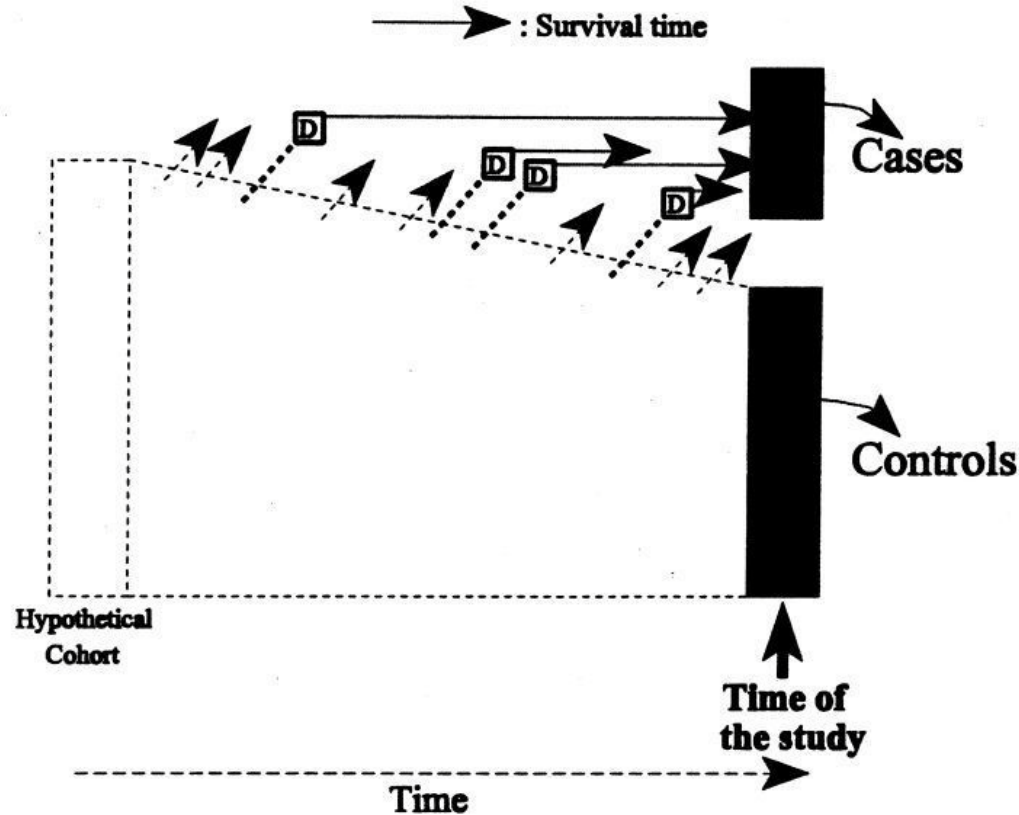 : Survival time
D
D
D
D
Cases
Controls
Hypothetical
Cohort
Time of
the study
Time